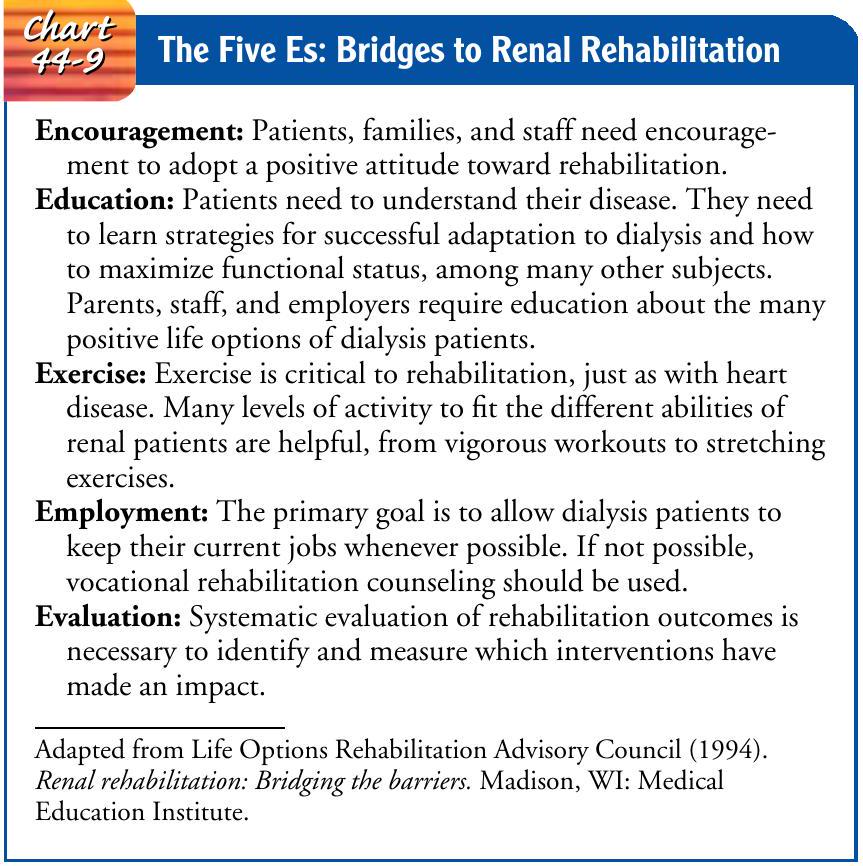 Chart
44-9
The Five Es: Bridges to Renal Rehabilitation
Encouragement: Patients, families, and staff need encourage-
ment to adopt a positive attitude toward rehabilitation.
Education: Patients need to understand their disease. They need
to learn strategies for successful adaptation to dialysis and how
to maximize functional status, among many other subjects.
Parents, staff, and employers require education about the many
positive life options of dialysis patients.
Exercise: Exercise is critical to rehabilitation, just as with heart
disease. Many levels of activity to fit the different abilities of
renal patients are helpful, from vigorous workouts to stretching
exercises.
Employment: The primary goal is to allow dialysis patients to
keep their current jobs whenever possible. If not possible,
vocational rehabilitation counseling should be used.
Evaluation: Systematic evaluation of rehabilitation outcomes is
necessary to identify and measure which interventions have
made an impact.
Adapted from Life Options Rehabilitation Advisory Council (1994).
Renal rehabilitation: Bridging the barriers. Madison, WI: Medical
Education Institute.